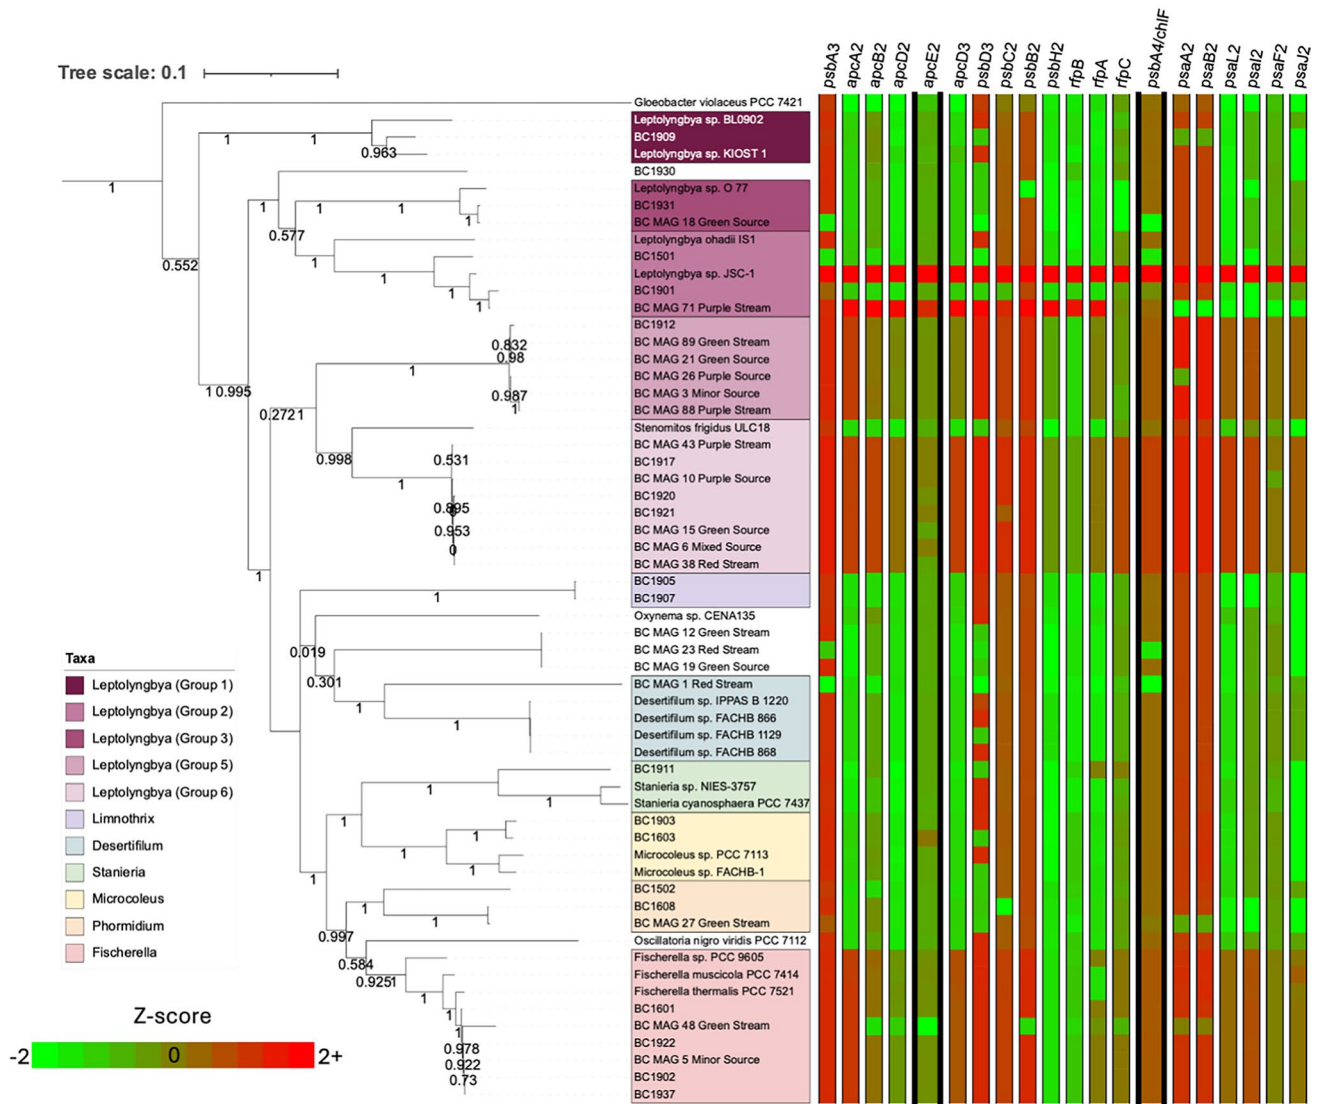 Tree scale: 0.1
psbA3
apcA2
apcB2
apcD2
apcE2
apcD3
psbD3
psbC2
psbB2
psbH2
rfpB
rfpA
rfpC
psbA4/chlF
psaA2
psaB2
psaL2
psaI2
psaF2
psaJ2
Gloeobacter violaceus PCC 7421
Leptolyngbya sp. BL0902
BC1909
Leptolyngbya sp. KIOST 1
BC1930
Leptolyngbya sp. O 77
BC1931
BC MAG 18 Green Source
Leptolyngbya ohadii IS1
BC1501
Leptolyngbya sp. JSC-1
BC1901
BC MAG 71 Purple Stream
BC1912
BC MAG 89 Green Stream
BC MAG 21 Green Source
BC MAG 26 Purple Source
BC MAG 3 Minor Source
BC MAG 88 Purple Stream
Stenomitos frigidus ULC18
BC MAG 43 Purple Stream
BC1917
BC MAG 10 Purple Source
BC1920
BC1921
BC MAG 15 Green Source
BC MAG 6 Mixed Source
BC MAG 38 Red Stream
BC1905
BC1907
Oxynema sp. CENA135
BC MAG 12 Green Stream
BC MAG 23 Red Stream
BC MAG 19 Green Source
BC MAG 1 Red Stream
Desertifilum sp. IPPAS B 1220
Desertifilum sp. FACHB 866
Desertifilum sp. FACHB 1129
Desertifilum sp. FACHB 868
BC1911
Stanieria sp. NIES-3757
Stanieria cyanosphaera PCC 7437
BC1903
BC1603
Microcoleus sp. PCC 7113
Microcoleus sp. FACHB-1
BC1502
BC1608
BC MAG 27 Green Stream
Oscillatoria nigro viridis PCC 7112
Fischerella sp. PCC 9605
Fischerella muscicola PCC 7414
Fischerella thermalis PCC 7521
BC1601
BC MAG 48 Green Stream
BC1922
BC MAG 5 Minor Source
BC1902
BC1937
1
1
1
0.963
1
1
1
1
0.577
1
0.552
1
1
1
1
0.832
0.98
1
1 0.995
0.987
1
0.2721
0.998
0.531
1
0.953
0
1
1
0.019
0.301
1
1
1
1
1
1
1
1
1
1
1
0.997
0.584
0.9251
1
1
1
0.978
0.922
0.73
Taxa
Leptolyngbya (Group 1)
Leptolyngbya (Group 2)
Leptolyngbya (Group 3)
Leptolyngbya (Group 5)
Leptolyngbya (Group 6)
Limnothrix
Desertifilum
Stanieria
Microcoleus
Phormidium
Fischerella
Z-score
-2 0 2+